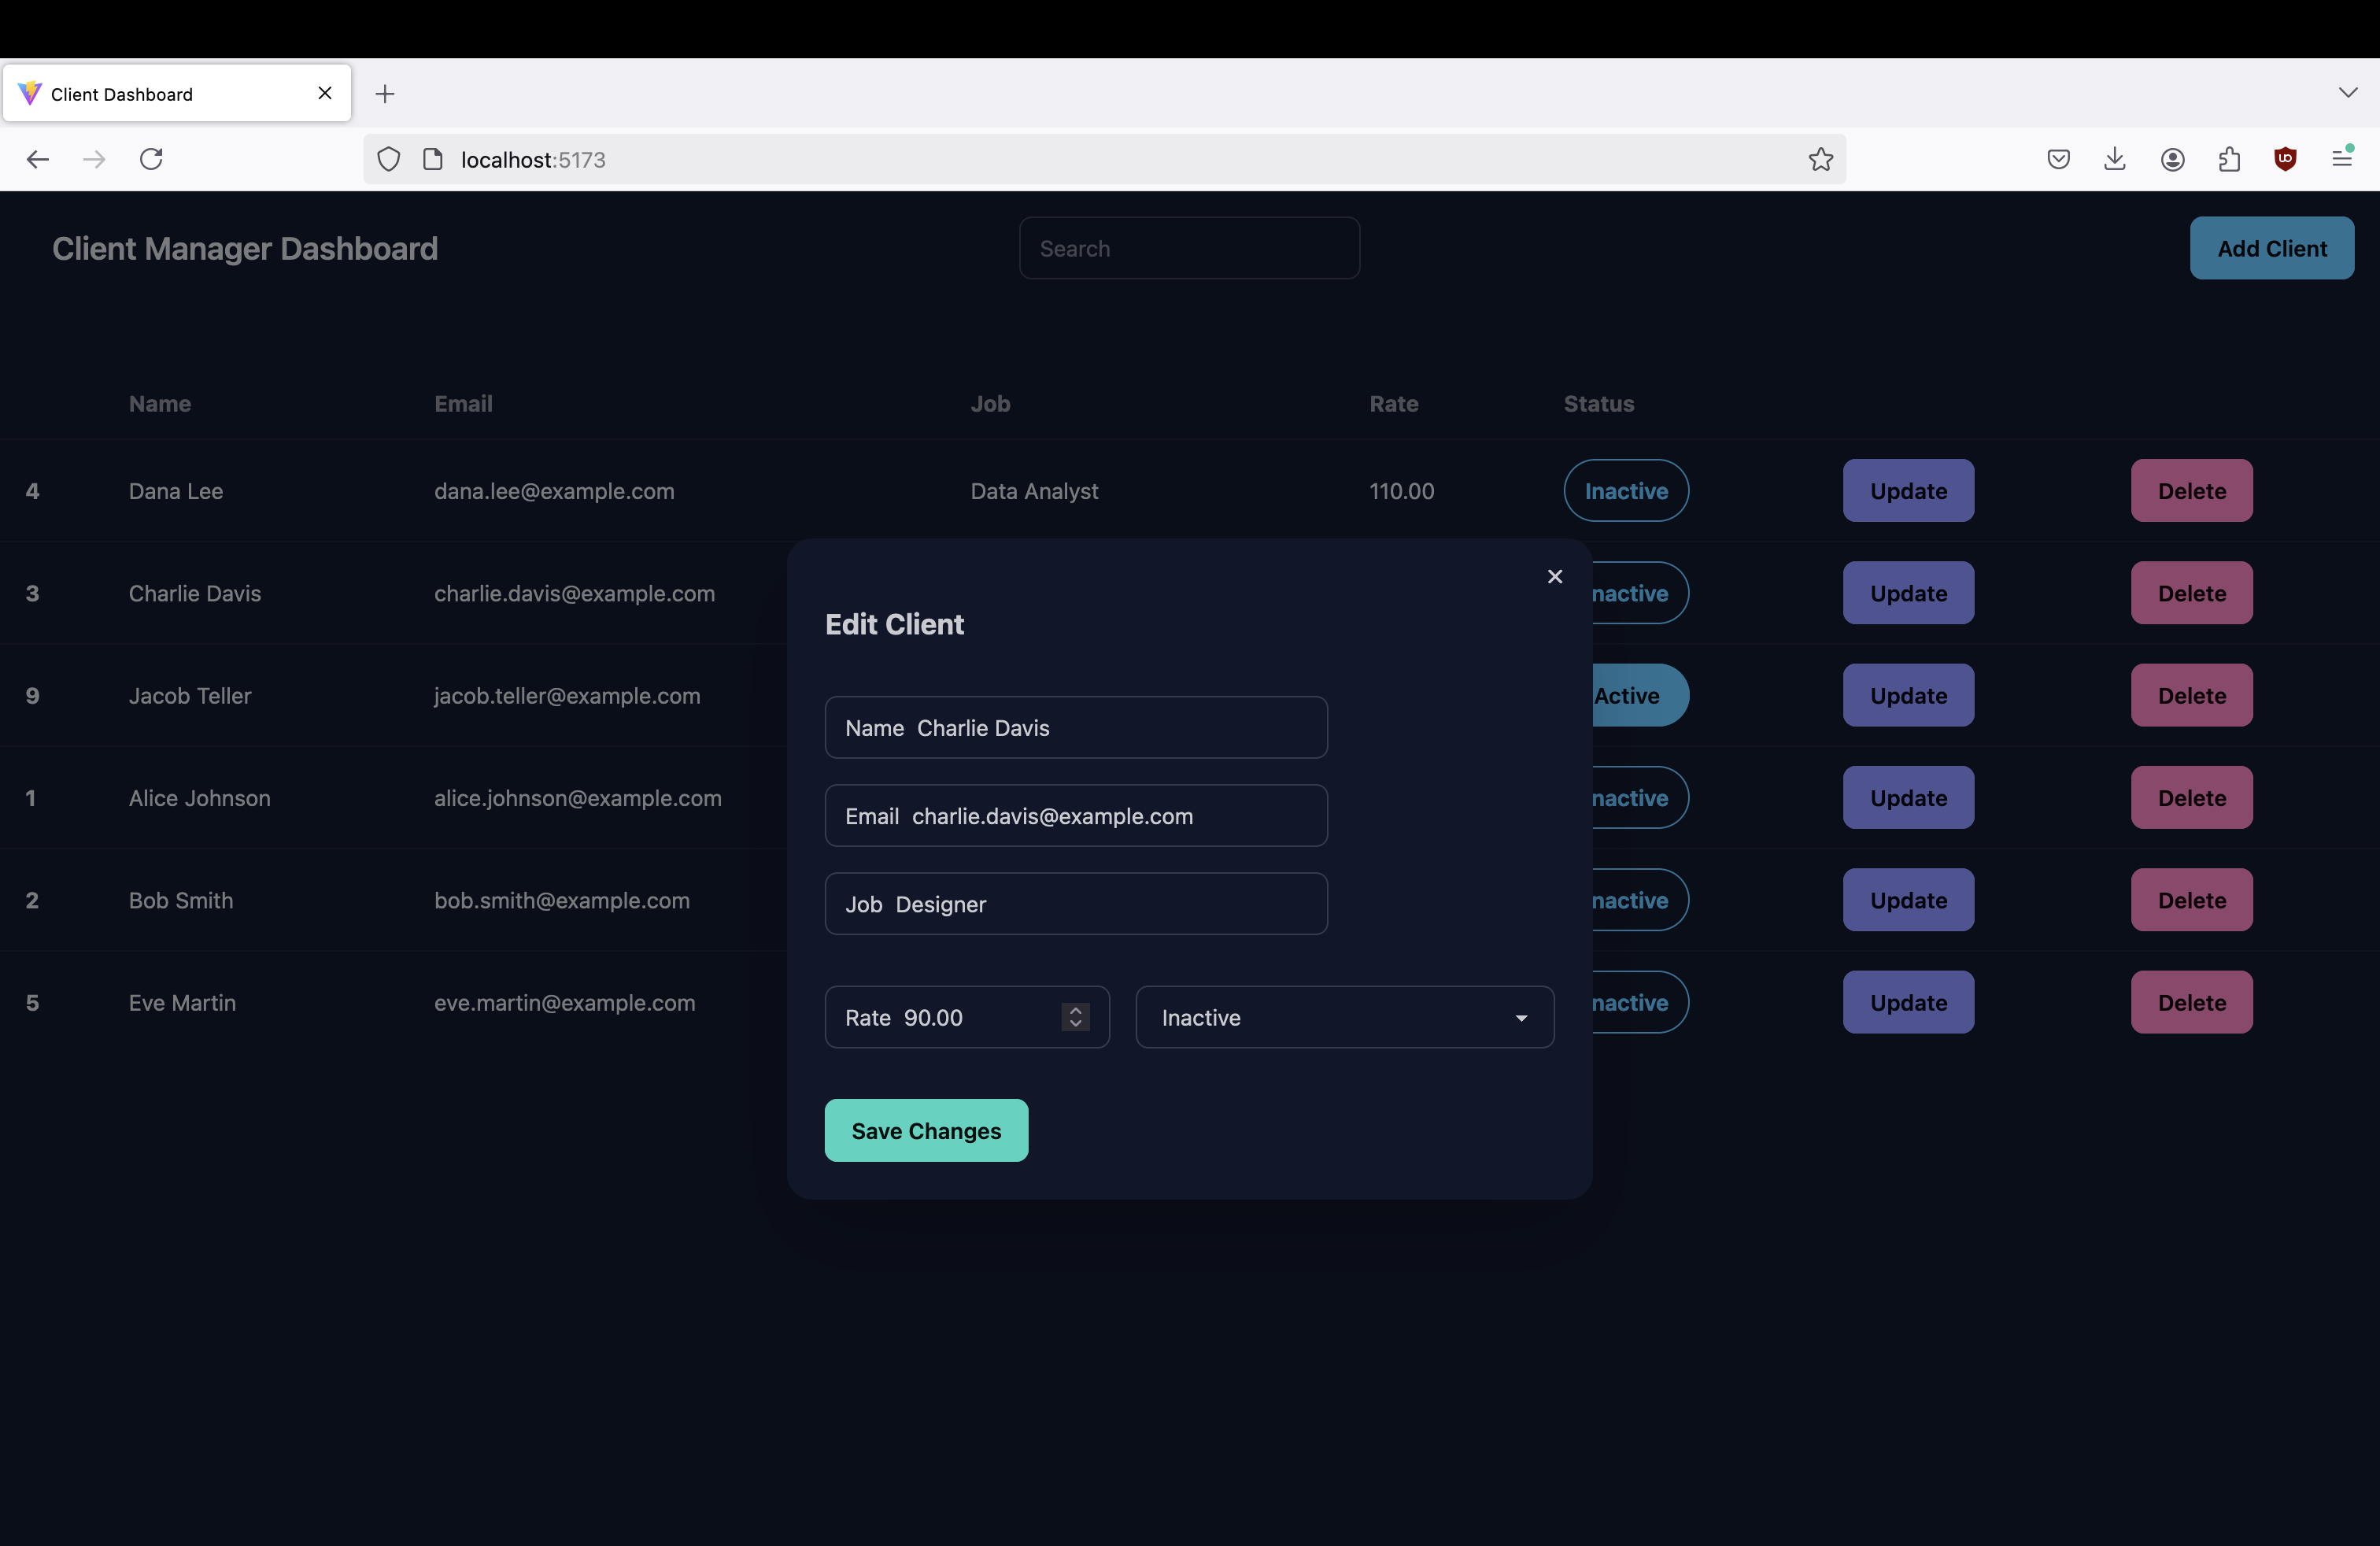 Client Dashboard
localhost:5173
Client Manager Dashboard Search Add Client
Name Email Job Rate Status
4 Dana Lee dana.lee@example.com Data Analyst 110.00 Inactive Update Delete
3 Charlie Davis charlie.davis@example.com nactive Update Delete
9 Jacob Teller jacob.teller@example.com Active Update Delete
1 Alice Johnson alice.johnson@example.com nactive Update Delete
2 Bob Smith bob.smith@example.com nactive Update Delete
5 Eve Martin eve.martin@example.com nactive Update Delete
Edit Client
Name Charlie Davis
Email charlie.davis@example.com
Job Designer
Rate 90.00 Inactive
Save Changes